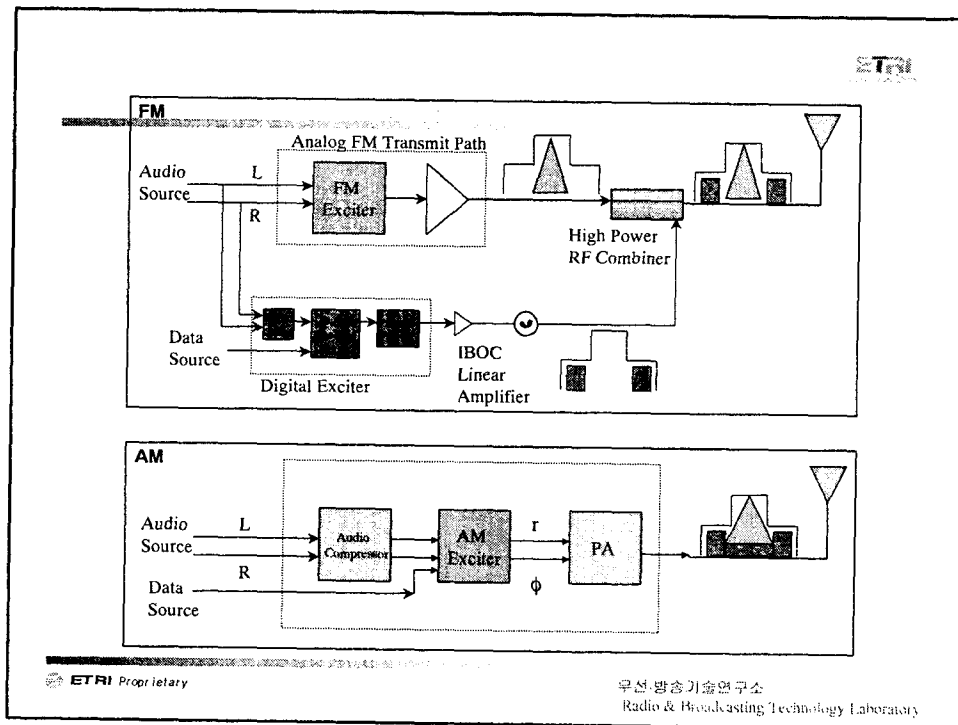 ETRI
FM
Analog FM Transmit Path
Audio
Source
L
R
FM
Exciter
High Power
RF Combiner
Data
Source
Digital Exciter
IBOC
Linear
Amplifier
AM
Audio
Source
L
R
Data
Source
Audio
Compressor
AM
Exciter
r
ϕ
PA
ETRI Proprietary
우선·방송기술연구소
Radio & Broadcasting Technology Laboratory